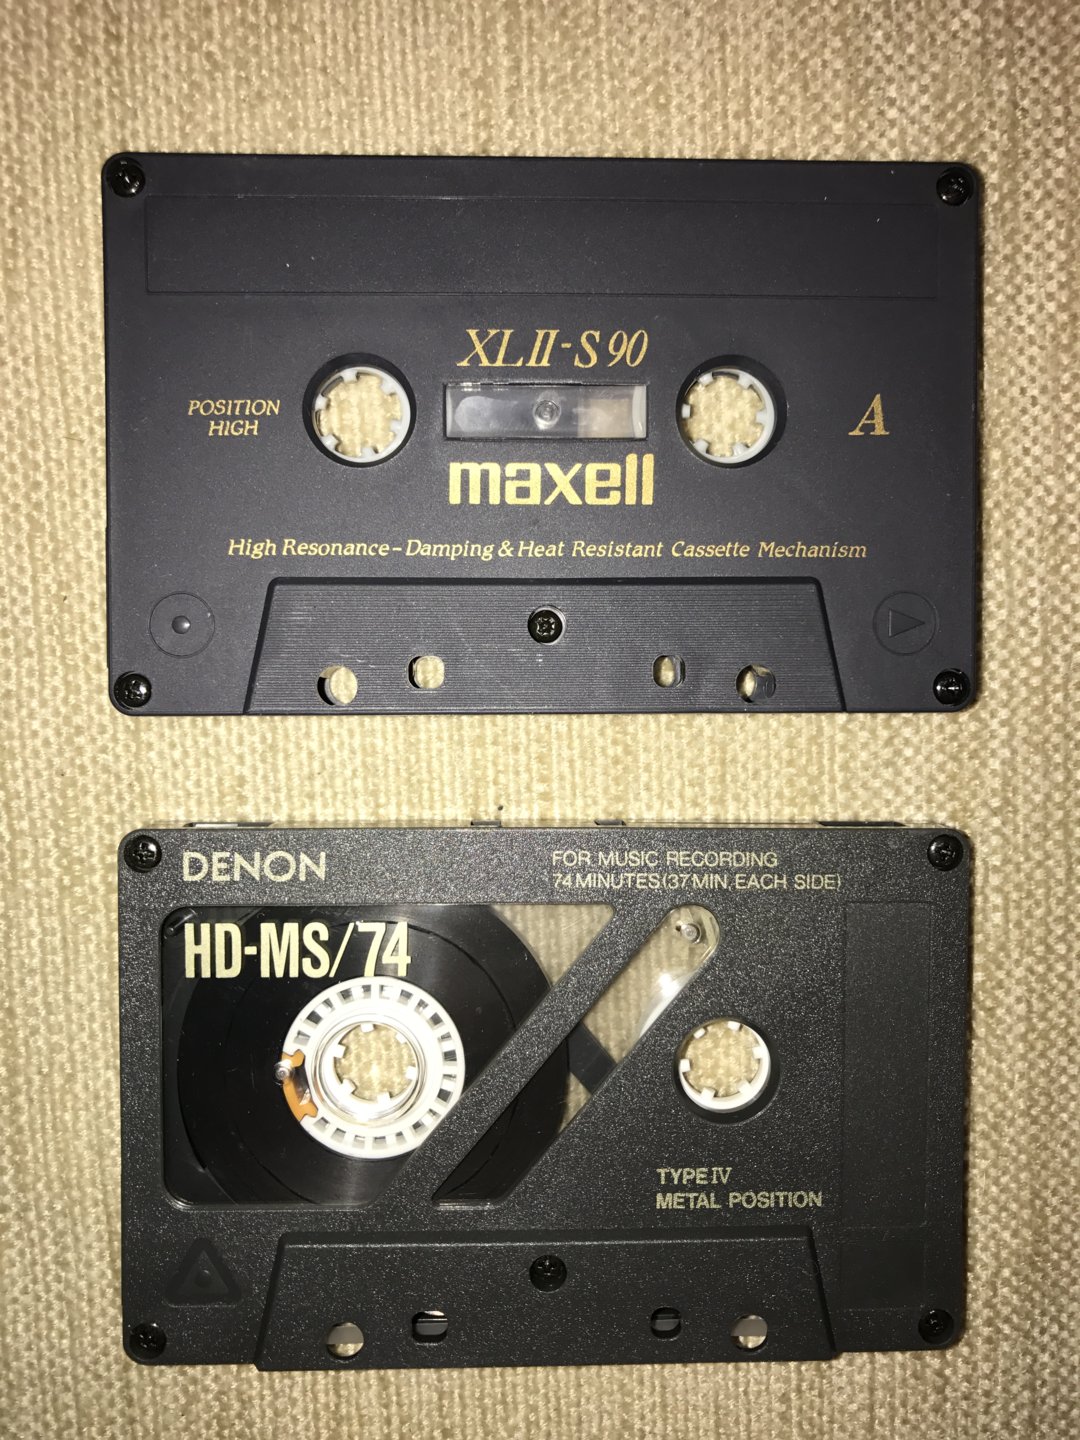 XLII-S 90
POSITION
HIGH
A
maxell
High Resonance-Damping & Heat Resistant Cassette Mechanism
DENON
FOR MUSIC RECORDING
74 MINUTES (37 MIN. EACH SIDE)
HD-MS/74
TYPE IV
METAL POSITION